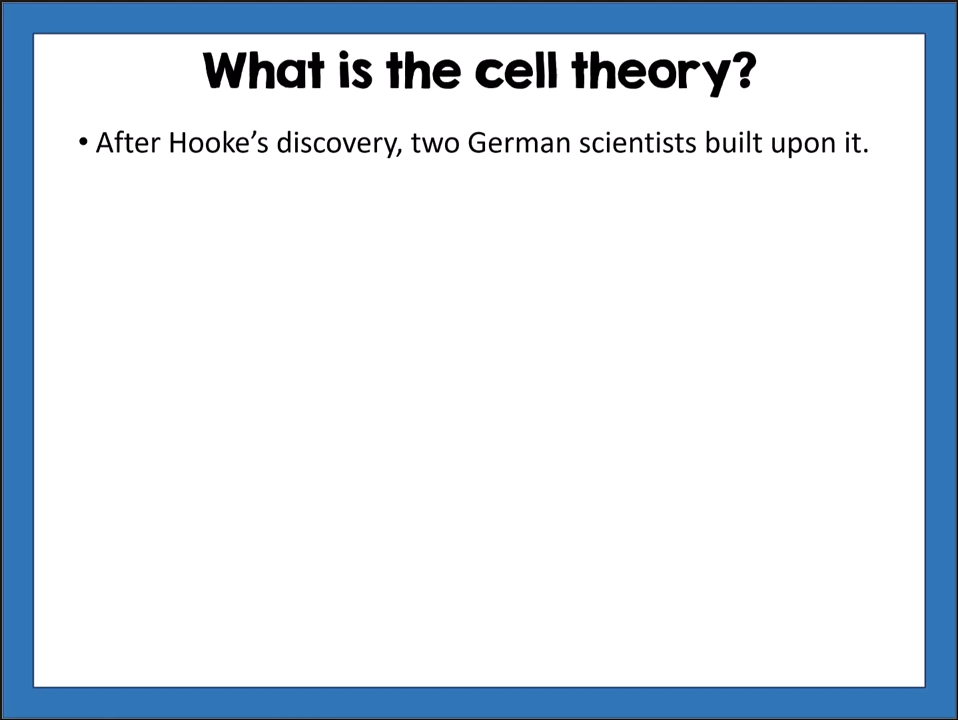 What is the cell theory?
• After Hooke’s discovery, two German scientists built upon it.